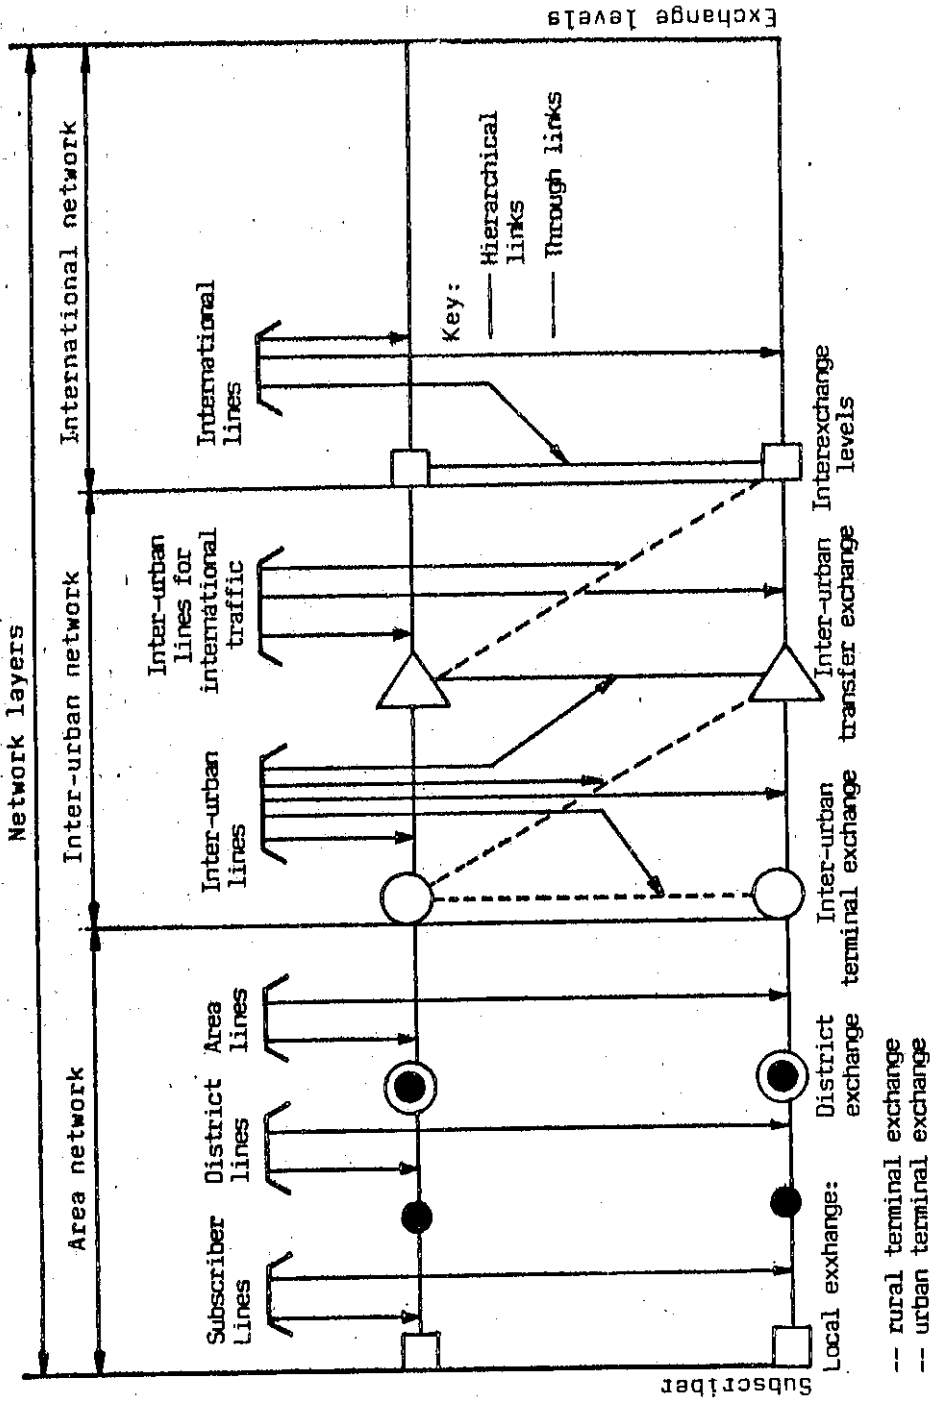 Network layers
Area network
Inter-urban network
International network
Subscriber
Lines
District
lines
Area
lines
Inter-urban
lines
Inter-urban
lines for
international
traffic
International
lines
Key:
Hierarchical
links
Through links
Subscriber
Local exxhange:
-- rural terminal exchange
-- urban terminal exchange
District
exchange
Inter-urban
terminal exchange
Inter-urban
transfer exchange
Interexchange
levels
Exchange levels